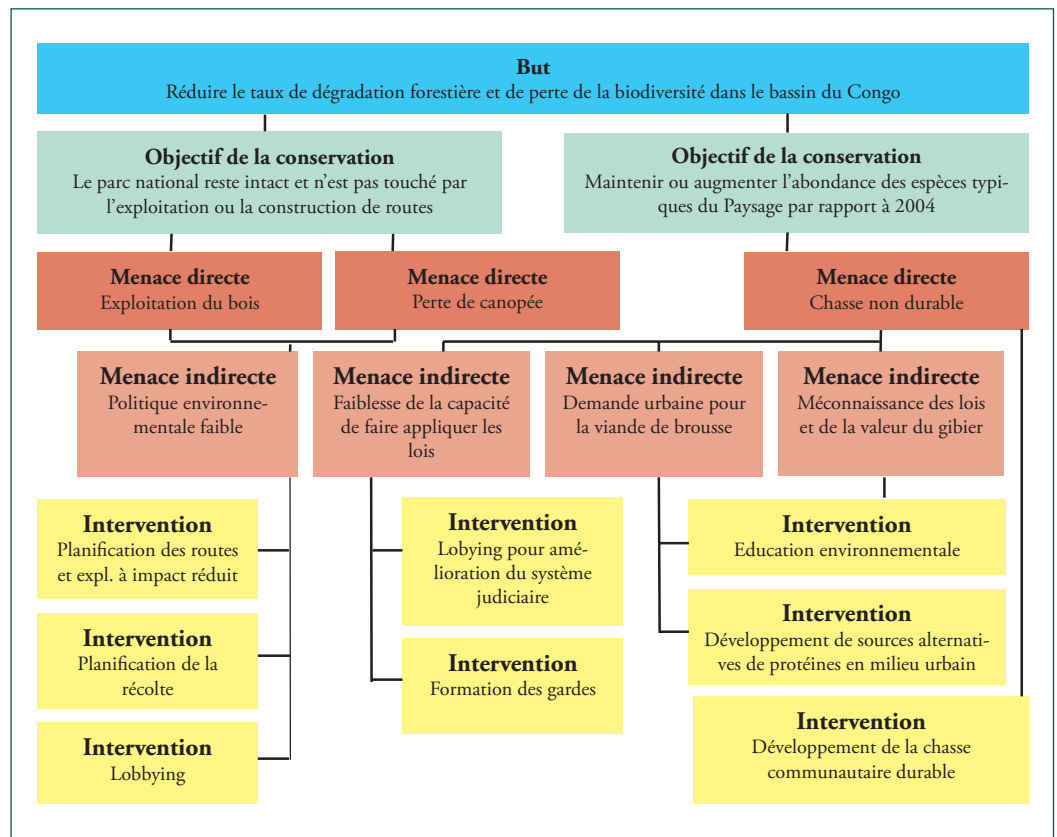 But
Réduire le taux de dégradation forestière et de perte de la biodiversité dans le bassin du Congo
Objectif de la conservation
Le parc national reste intact et n'est pas touché par
l'exploitation ou la construction de routes
Objectif de la conservation
Maintenir ou augmenter l'abondance des espèces typi-
ques du Paysage par rapport à 2004
Menace directe
Exploitation du bois
Menace directe
Perte de canopée
Menace directe
Chasse non durable
Menace indirecte
Politique environne-
mentale faible
Menace indirecte
Faiblesse de la capacité
de faire appliquer les
lois
Menace indirecte
Demande urbaine pour
la viande de brousse
Menace indirecte
Méconnaissance des lois
et de la valeur du gibier
Intervention
Planification des routes
et expl. à impact réduit
Intervention
Planification de la
récolte
Intervention
Lobbying
Intervention
Lobying pour amé-
lioration du système
judiciaire
Intervention
Formation des gardes
Intervention
Education environnementale
Intervention
Développement de sources alternati-
ves de protéines en milieu urbain
Intervention
Développement de la chasse
communautaire durable